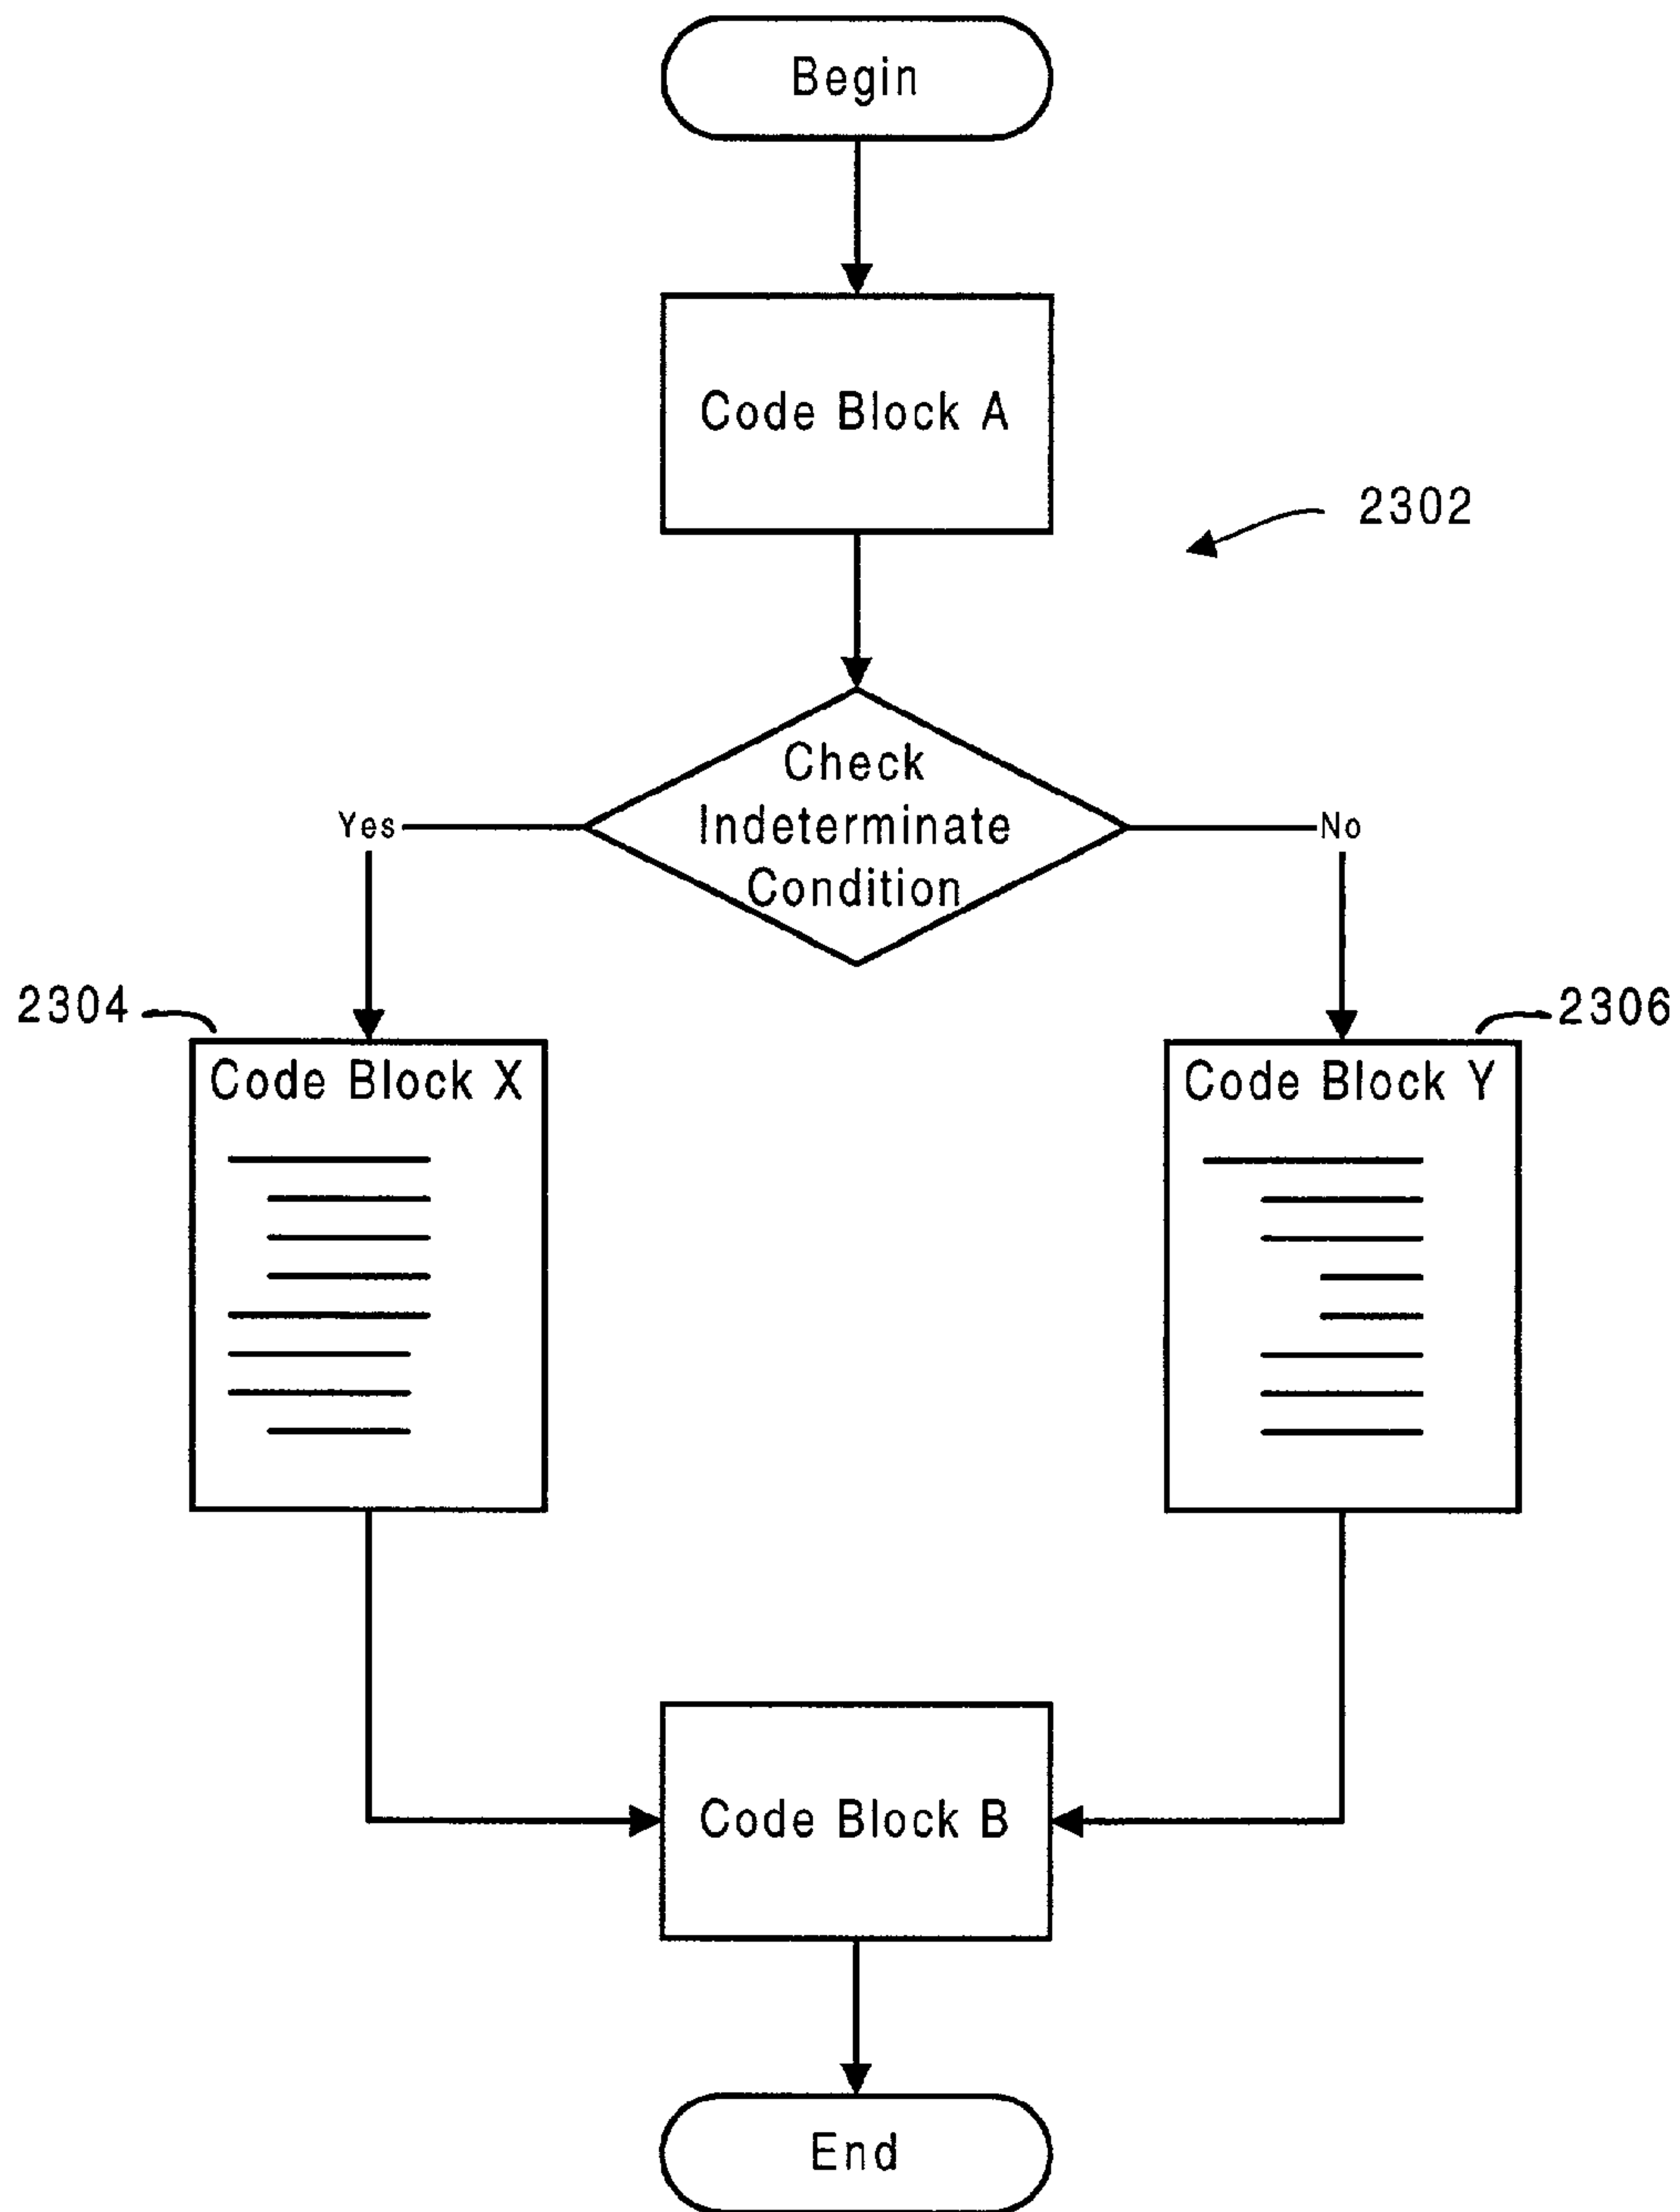 Begin
Code Block A
2302
Check
Indeterminate
Condition
Yes
No
2304
2306
Code Block X
Code Block Y
Code Block B
End